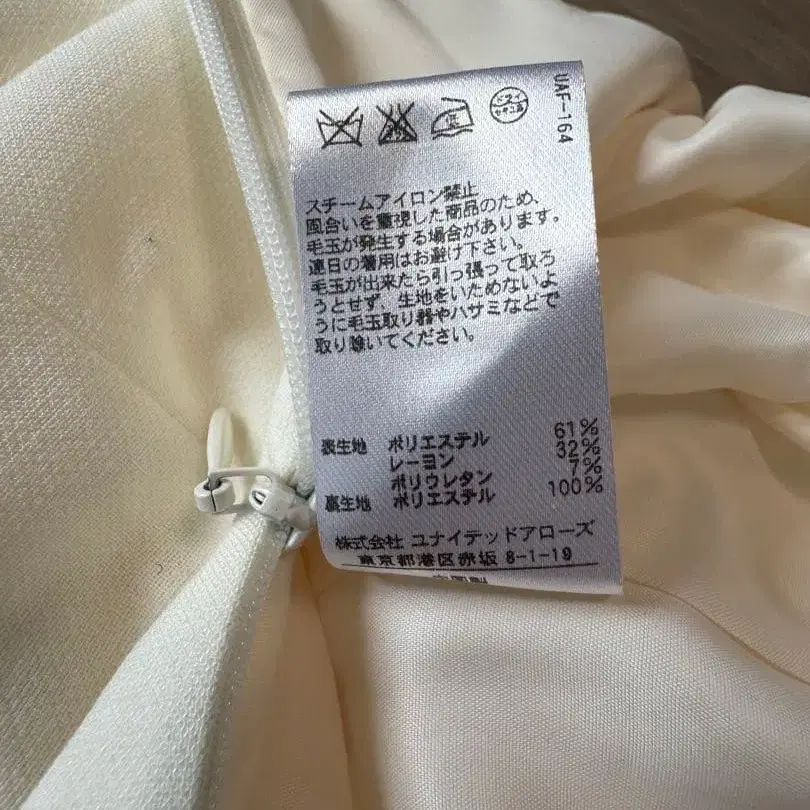 UAF-164
ドライ
セキユ系
スチームアイロン禁止
風合いを重視した商品のため、
毛玉が発生する場合があります。
連日の着用はお避け下さい。
毛玉が出来たら引っ張って取ろ
うとせず、生地をいためないよ
うに毛玉取り器やハサミなどで
取り除いてください。
表生地 ポリエステル 61%
レーヨン 32%
ポリウレタン 7%
裏生地 ポリエステル 100%
株式会社 ユナイテッドアローズ
東京都港区赤坂 8-1-19